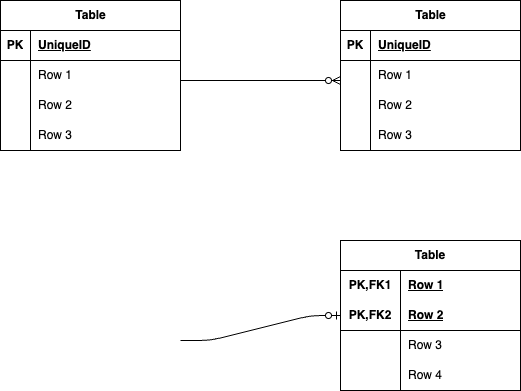 Table
PK UniqueID
Row 1
Row 2
Row 3
Table
PK UniqueID
Row 1
Row 2
Row 3
Table
PK,FK1 Row 1
PK,FK2 Row 2
Row 3
Row 4